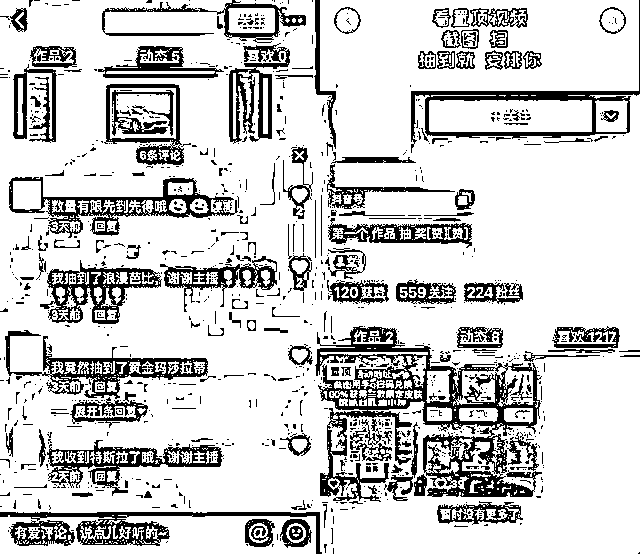 作品 2
动态 5
喜欢 0
6条评论
数量有限先到先得哦
3天前 回复
我抽到了浪漫芭比，谢谢主播
3天前 回复
我竟然抽到了黄金玛莎拉蒂
3天前 回复
展开1条回复
我收到特斯拉了哦，谢谢主播
2天前 回复
有爱评论，说点儿好听的~
看置顶视频
截图 扫
抽到就 安排你
抖音号
第一个作品 抽 奖[赞][赞]
120 获赞 559 关注 224 粉丝
作品 2
动态 8
喜欢 1217
暂时没有更多了